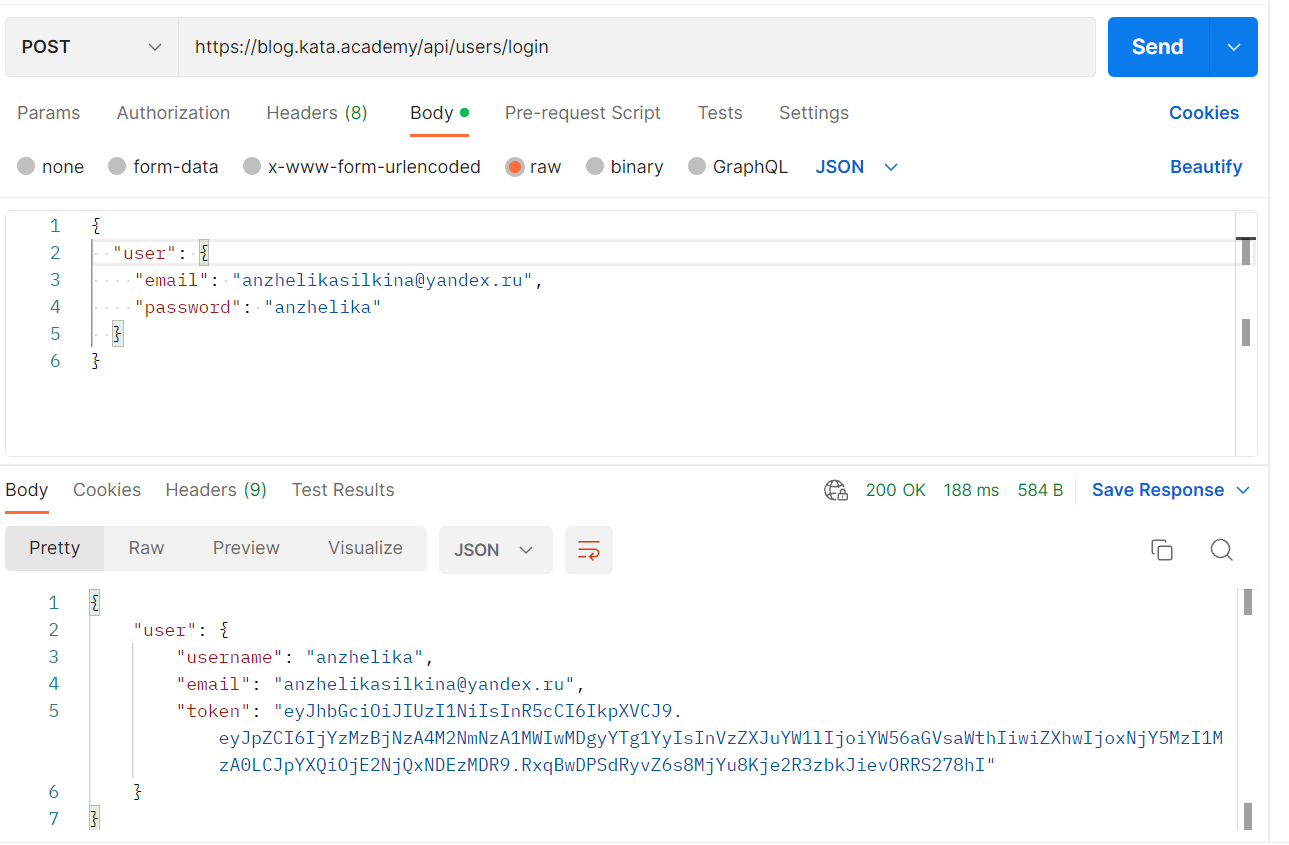 POST https://blog.kata.academy/api/users/login Send
Params Authorization Headers (8) Body Pre-request Script Tests Settings Cookies
none form-data x-www-form-urlencoded raw binary GraphQL JSON Beautify
1 {
2 "user": {
3 "email": "anzhelikasilkina@yandex.ru",
4 "password": "anzhelika"
5 }
6 }
Body Cookies Headers (9) Test Results 200 OK 188 ms 584 B Save Response
Pretty Raw Preview Visualize JSON
1 {
2 "user": {
3 "username": "anzhelika",
4 "email": "anzhelikasilkina@yandex.ru",
5 "token": "eyJhbGciOiJIUzI1NiIsInR5cCI6IkpXVCJ9.
eyJpZCI6IjYzMzBjNzA4M2NmNzA1MWIwMDgyYTg1YyIsInVzZXJuYW1lIjoiYW56aGVsaWthIiwiZXhwIjoxNjY5MzI1M
zA0LCJpYXQiOjE2NjQxNDEzMDR9.RxqBwDPSdRyvZ6s8MjYu8Kje2R3zbkJievORRS278hI"
6 }
7 }